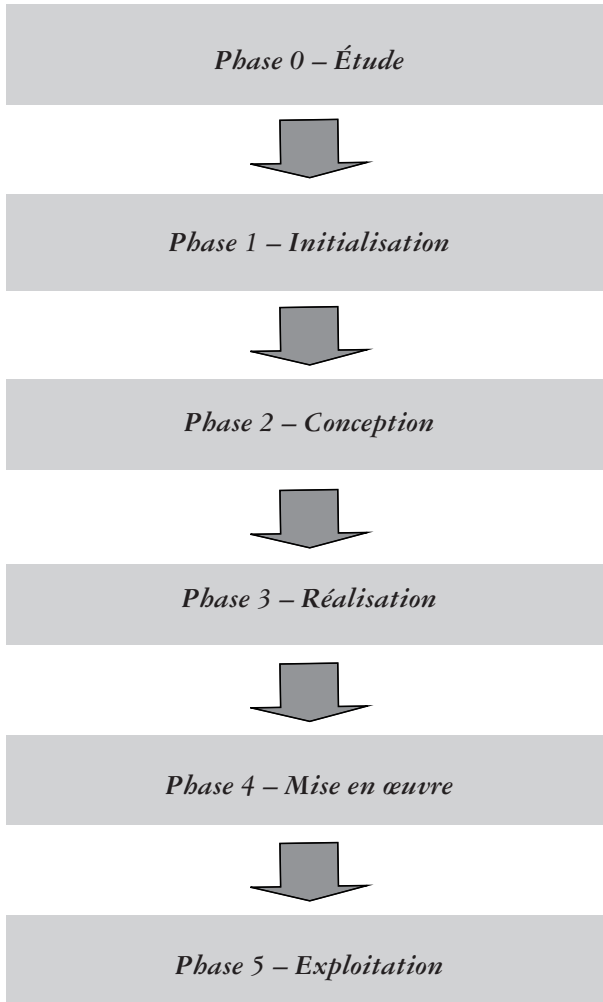 Phase 0 – Étude
Phase 1 – Initialisation
Phase 2 – Conception
Phase 3 – Réalisation
Phase 4 – Mise en œuvre
Phase 5 – Exploitation